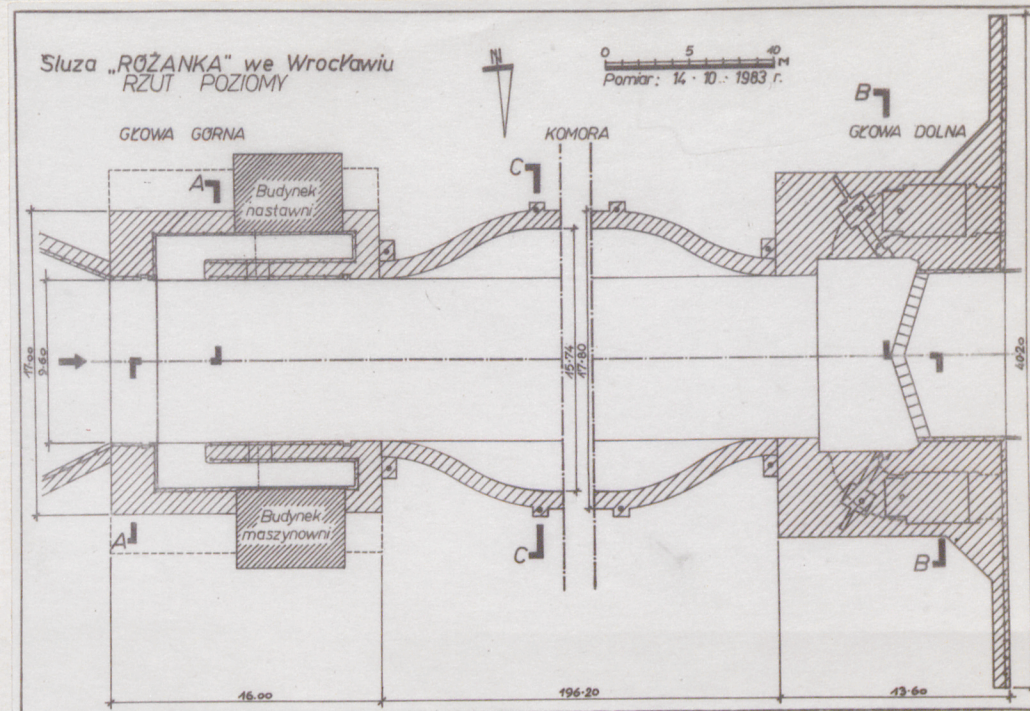 Śluza „RÓŻANKA" we Wrocławiu
RZUT POZIOMY
N
0 5 10
Pomiar: 14 · 10 · 1983 r.
GŁOWA GÓRNA
KOMORA
GŁOWA DOLNA
A
Budynek
nastawni
C
B
17·00
9·60
15·74
17·80
40·20
A
Budynek
maszynowni
C
B
16.00
196·20
13·60